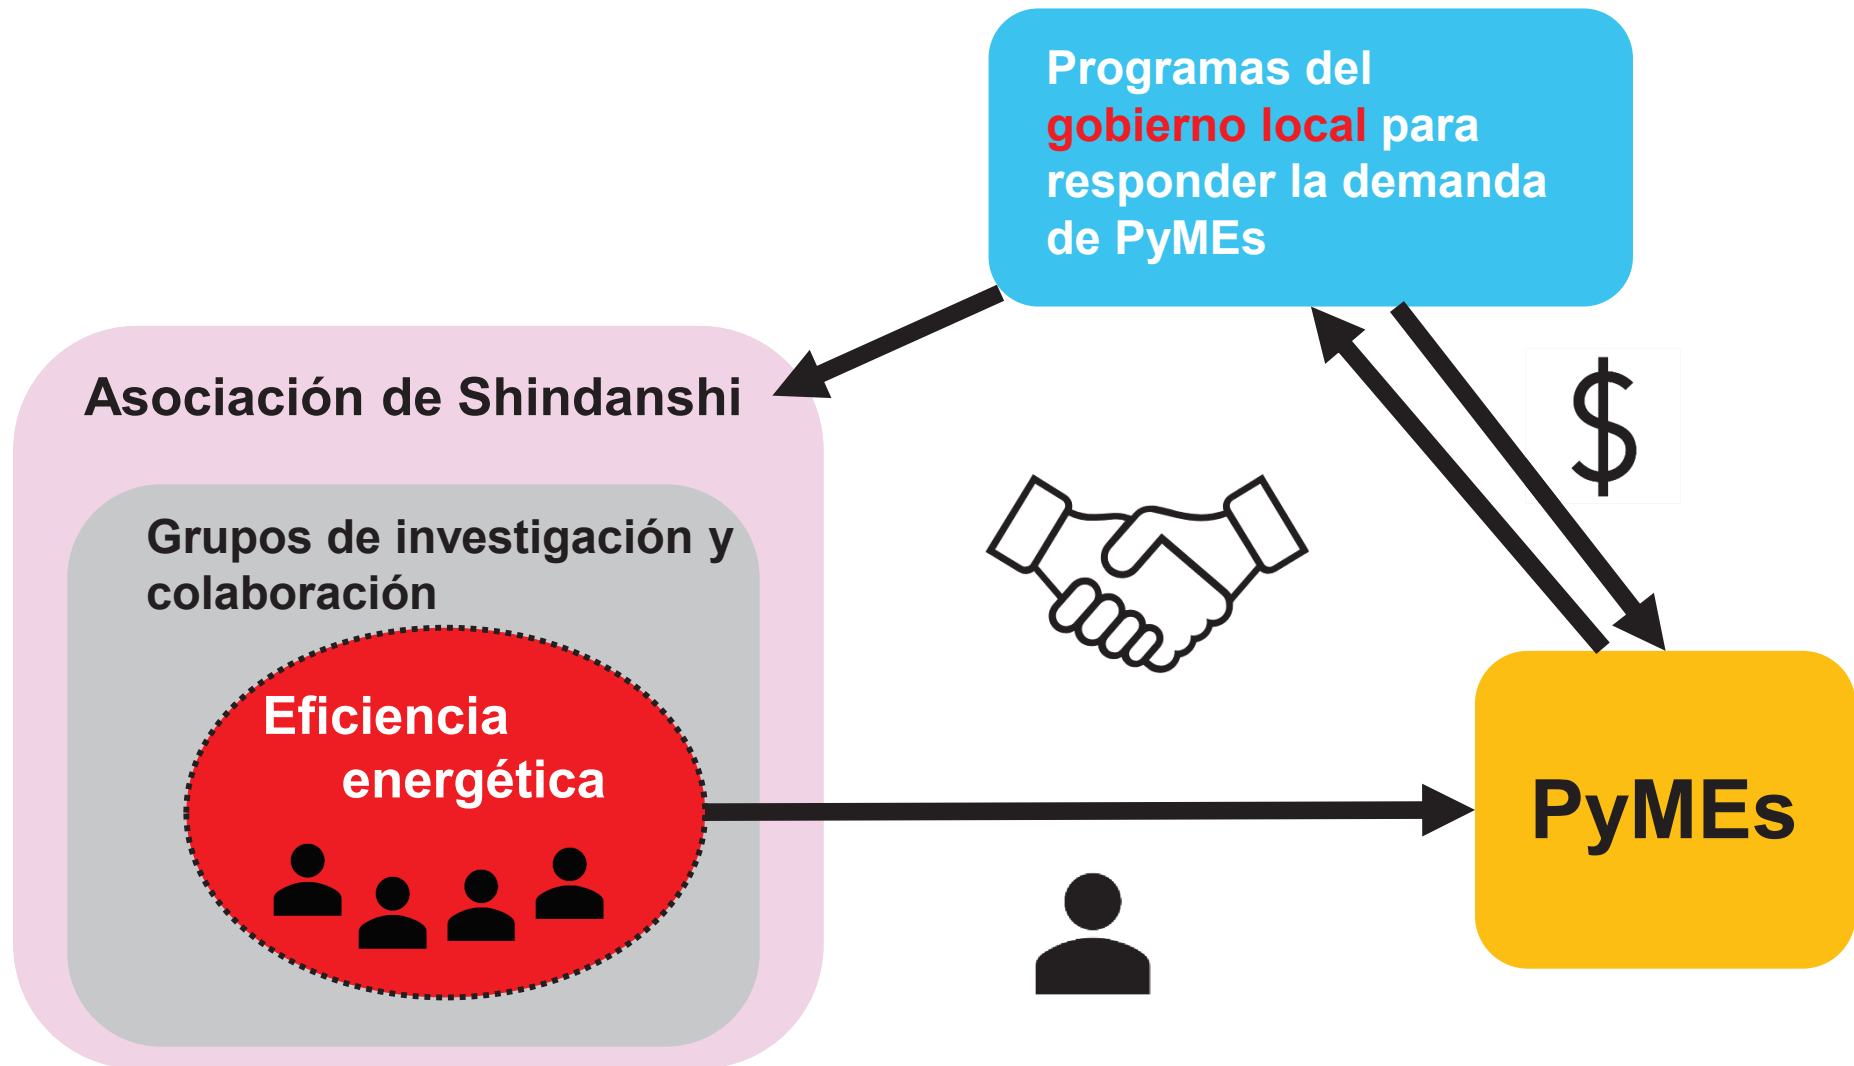 Programas del
gobierno local para
responder la demanda
de PyMEs
Asociación de Shindanshi
$
Grupos de investigación y
colaboración
Eficiencia
energética
PyMEs